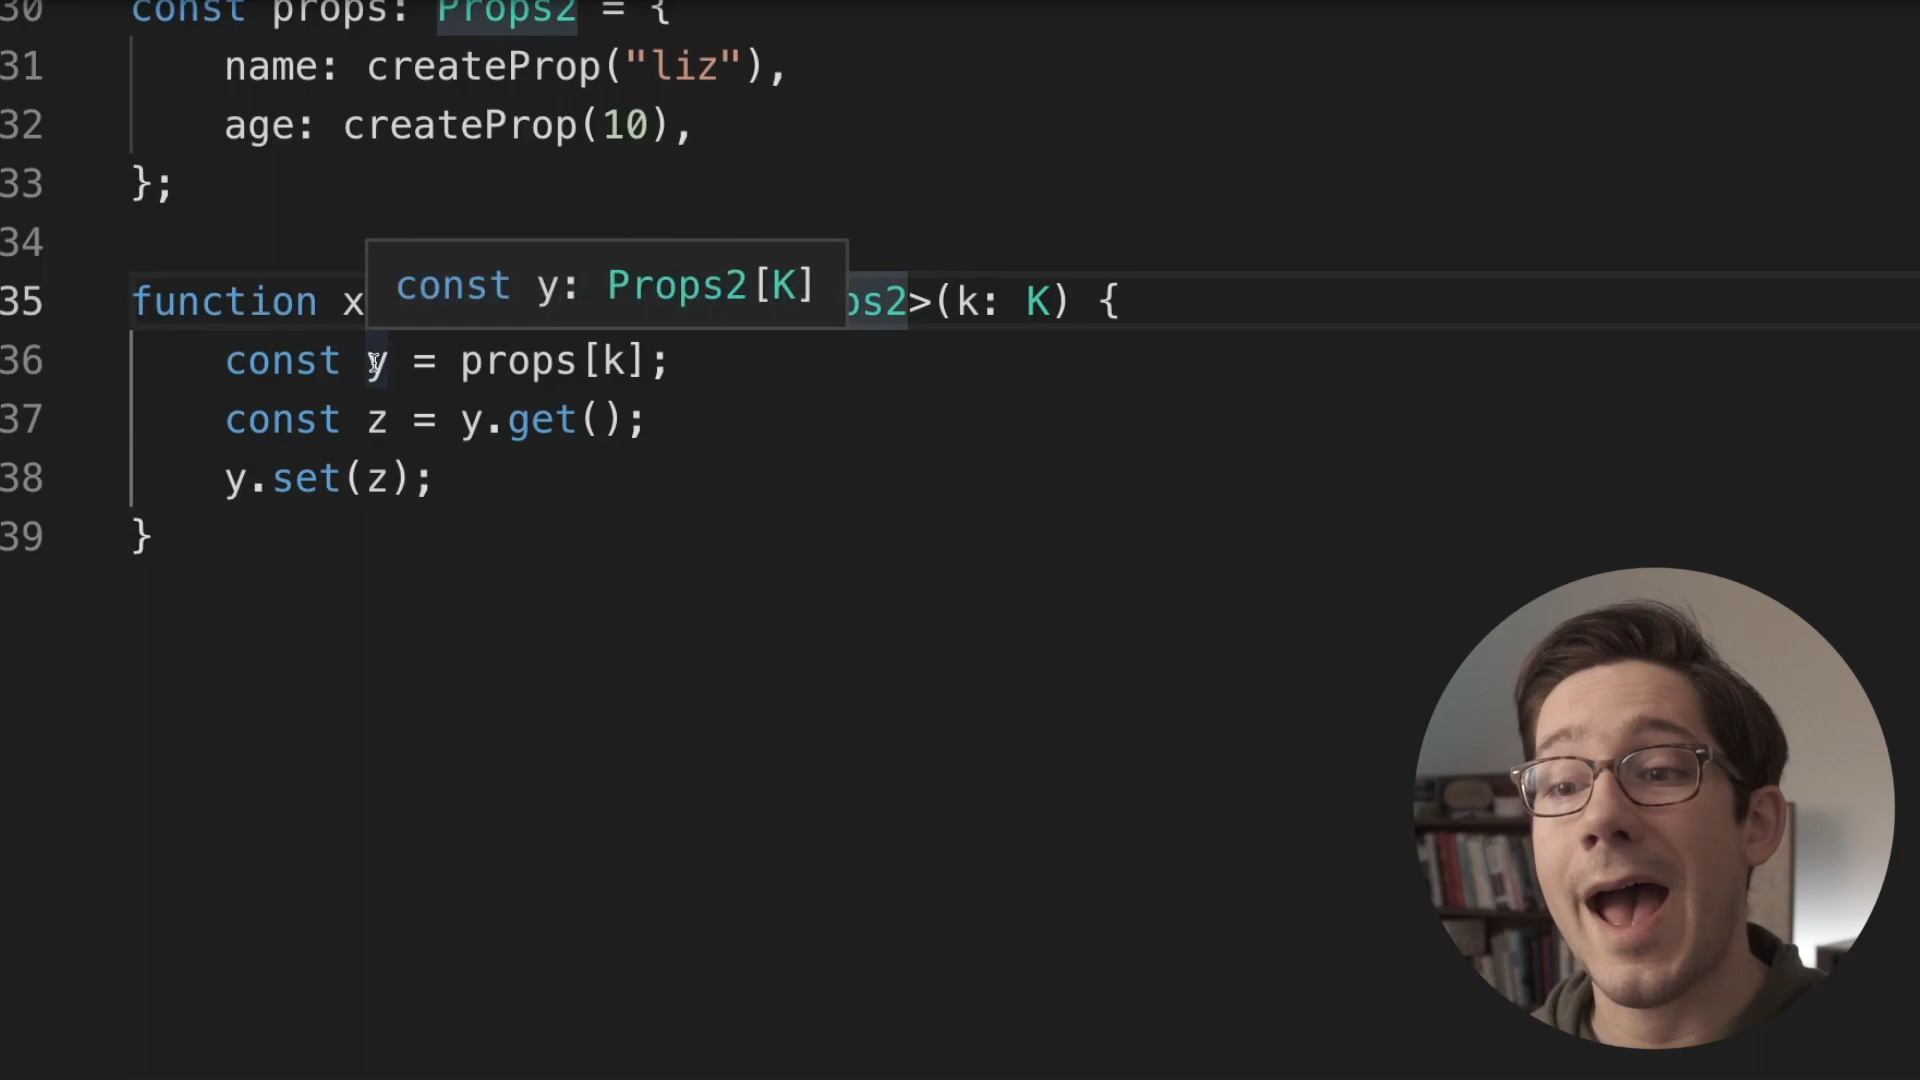 30 const props: Props2 = {
31 name: createProp("liz"),
32 age: createProp(10),
33 };
34
const y: Props2[K]
35 function x ps2>(k: K) {
36 const y = props[k];
37 const z = y.get();
38 y.set(z);
39 }